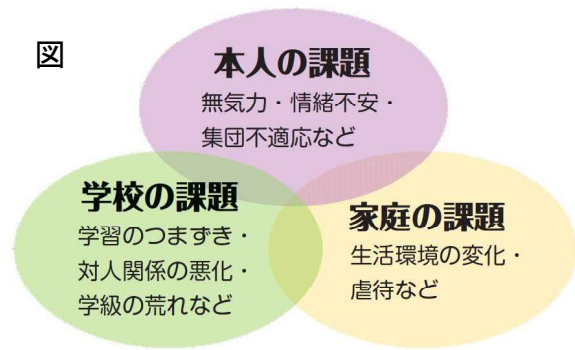 図
本人の課題
無気力・情緒不安・
集団不適応など
学校の課題
学習のつまずき・
対人関係の悪化・
学級の荒れなど
家庭の課題
生活環境の変化・
虐待など